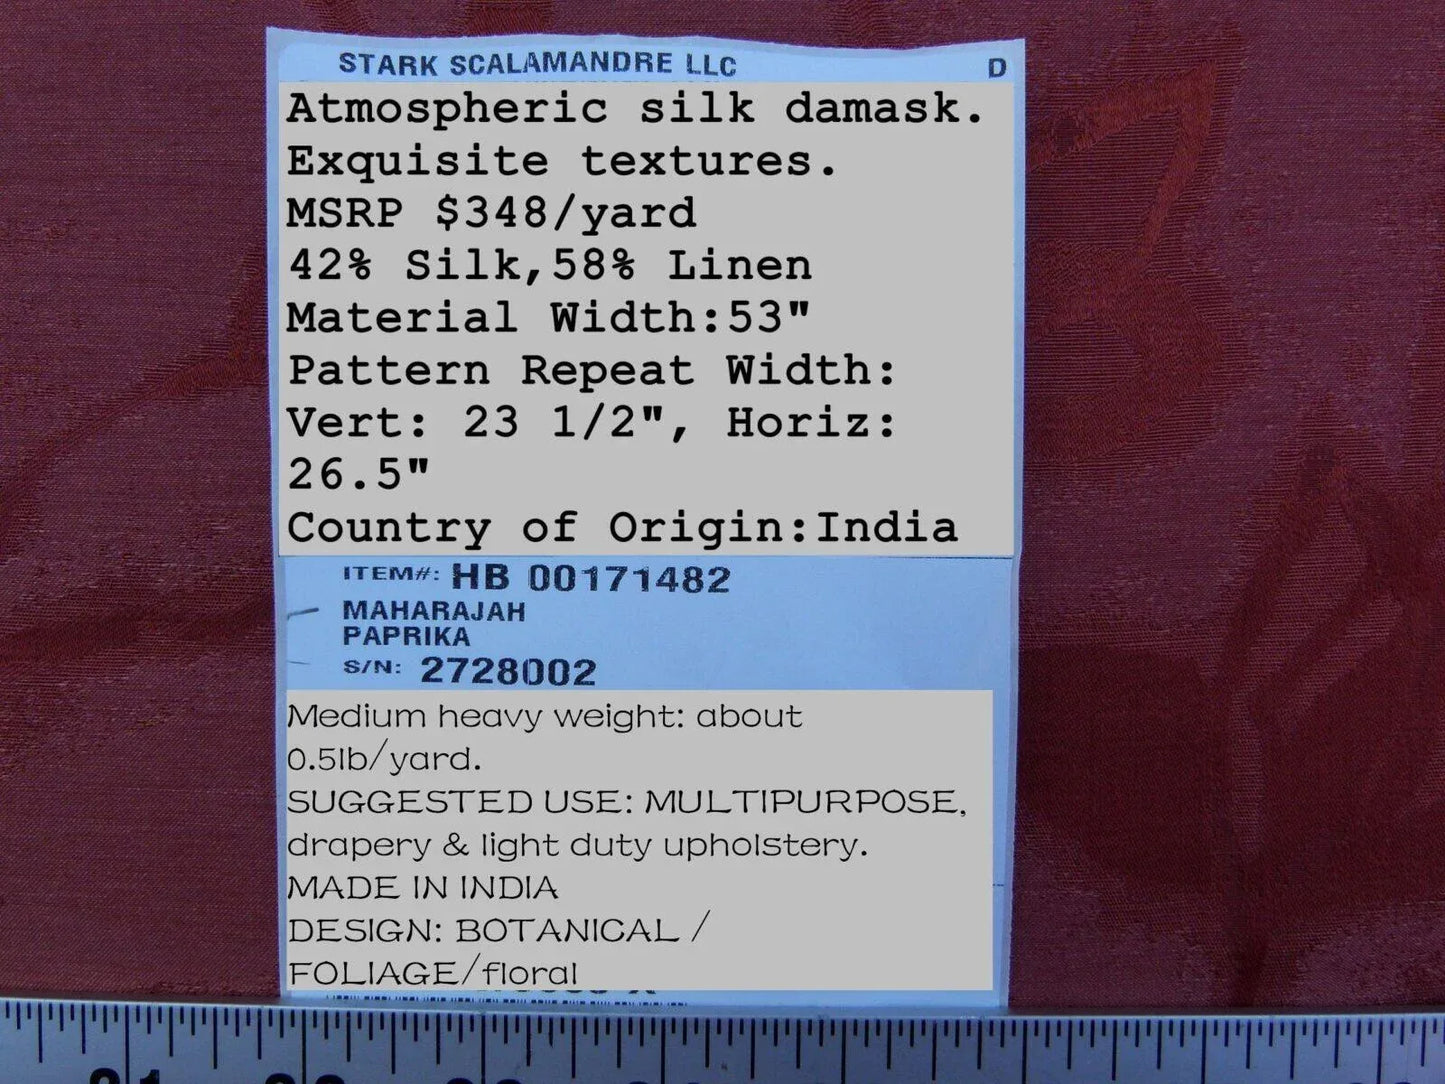 STARK SCALAMANDRE LLC D
Atmospheric silk damask.
Exquisite textures.
MSRP $348/yard
42% Silk,58% Linen
Material Width:53"
Pattern Repeat Width:
Vert: 23 1/2", Horiz:
26.5"
Country of Origin:India
ITEM#: HB 00171482
MAHARAJAH
PAPRIKA
S/N: 2728002
Medium heavy weight: about
0.5lb/yard.
SUGGESTED USE: MULTIPURPOSE,
drapery & light duty upholstery.
MADE IN INDIA
DESIGN: BOTANICAL /
FOLIAGE/floral